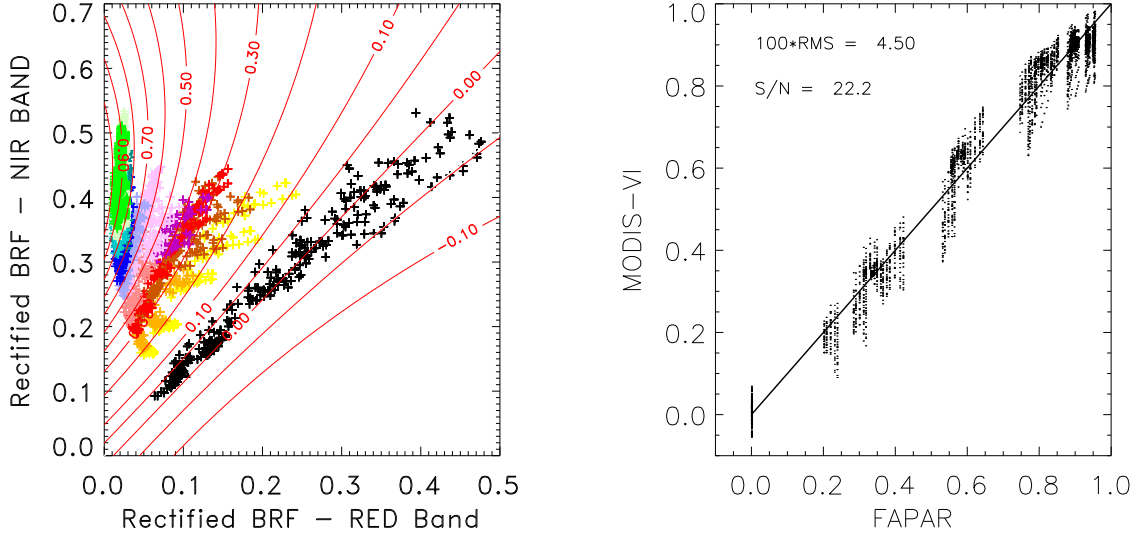 0.7
0.6
0.5
0.4
0.3
0.2
0.1
0.0
Rectified BRF – NIR BAND
0.10
0.30
0.50
0.00
0.70
0.90
−0.10
0.10
0.00
0.0 0.1 0.2 0.3 0.4 0.5
Rectified BRF – RED Band
1.0
0.8
0.6
0.4
0.2
0.0
MODIS−VI
100*RMS = 4.50
S/N = 22.2
0.0 0.2 0.4 0.6 0.8 1.0
FAPAR